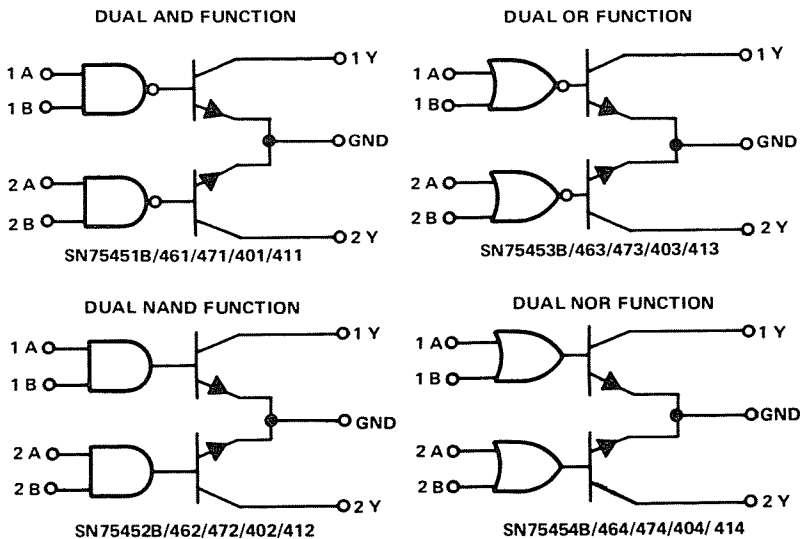 DUAL AND FUNCTION
1 A
1 B
1 Y
GND
2 A
2 B
2 Y
SN75451B/461/471/401/411
DUAL OR FUNCTION
1 A
1 B
1 Y
GND
2 A
2 B
2 Y
SN75453B/463/473/403/413
DUAL NAND FUNCTION
1 A
1 B
1 Y
GND
2 A
2 B
2 Y
SN75452B/462/472/402/412
DUAL NOR FUNCTION
1 A
1 B
1 Y
GND
2 A
2 B
2 Y
SN75454B/464/474/404/ 414